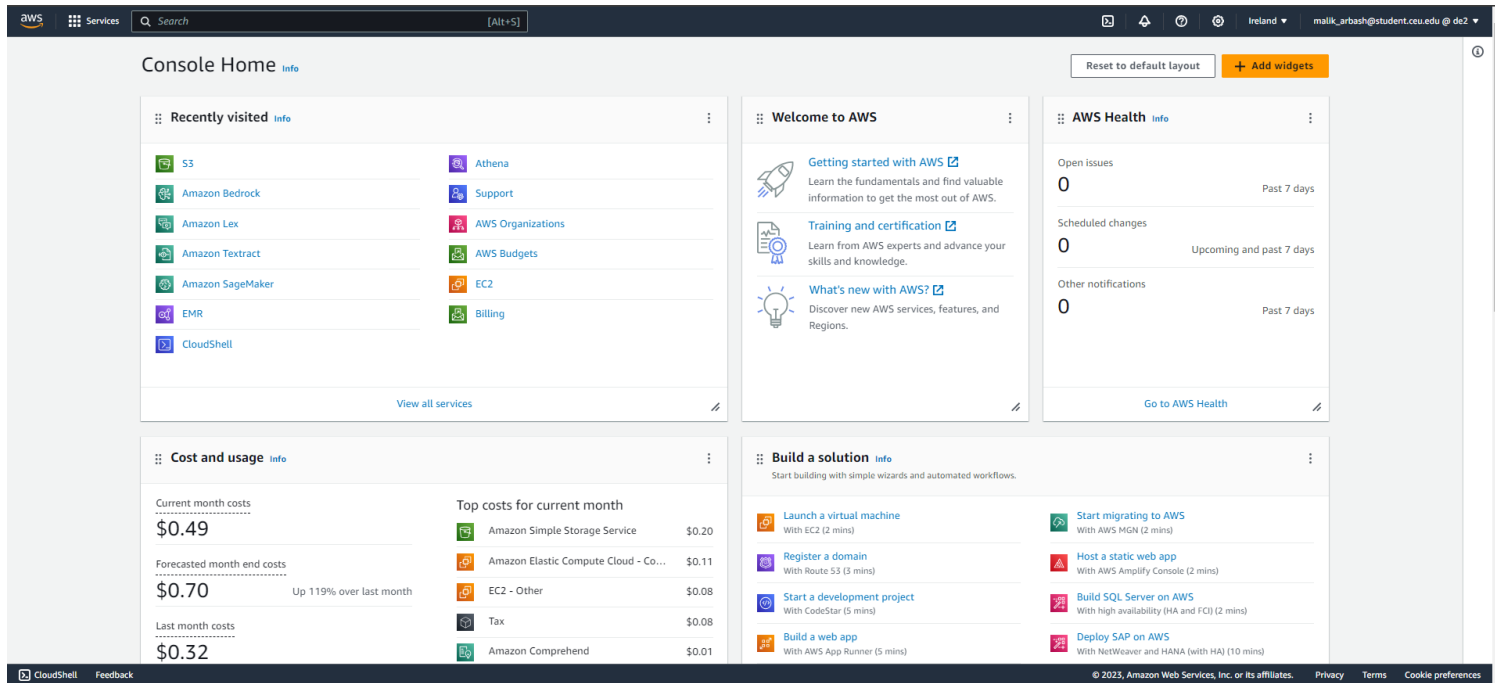 aws
Services
Search
[Alt+S]
Ireland
malik_arbash@student.ceu.edu @ de2
Console Home Info
Reset to default layout
Add widgets
Recently visited Info
S3
Amazon Bedrock
Amazon Lex
Amazon Textract
Amazon SageMaker
EMR
CloudShell
Athena
Support
AWS Organizations
AWS Budgets
EC2
Billing
View all services
Welcome to AWS
Getting started with AWS
Learn the fundamentals and find valuable
information to get the most out of AWS.
Training and certification
Learn from AWS experts and advance your
skills and knowledge.
What's new with AWS?
Discover new AWS services, features, and
Regions.
AWS Health Info
Open issues
0
Past 7 days
Scheduled changes
0
Upcoming and past 7 days
Other notifications
0
Past 7 days
Go to AWS Health
Cost and usage Info
Current month costs
$0.49
Forecasted month end costs
$0.70
Up 119% over last month
Last month costs
$0.32
Top costs for current month
Amazon Simple Storage Service $0.20
Amazon Elastic Compute Cloud - Co... $0.11
EC2 - Other $0.08
Tax $0.08
Amazon Comprehend $0.01
Build a solution Info
Start building with simple wizards and automated workflows.
Launch a virtual machine
With EC2 (2 mins)
Register a domain
With Route 53 (3 mins)
Start a development project
With CodeStar (5 mins)
Build a web app
With AWS App Runner (5 mins)
Start migrating to AWS
With AWS MGN (2 mins)
Host a static web app
With AWS Amplify Console (2 mins)
Build SQL Server on AWS
With high availability (HA and FCI) (2 mins)
Deploy SAP on AWS
With NetWeaver and HANA (with HA) (10 mins)
CloudShell
Feedback
© 2023, Amazon Web Services, Inc. or its affiliates.
Privacy
Terms
Cookie preferences